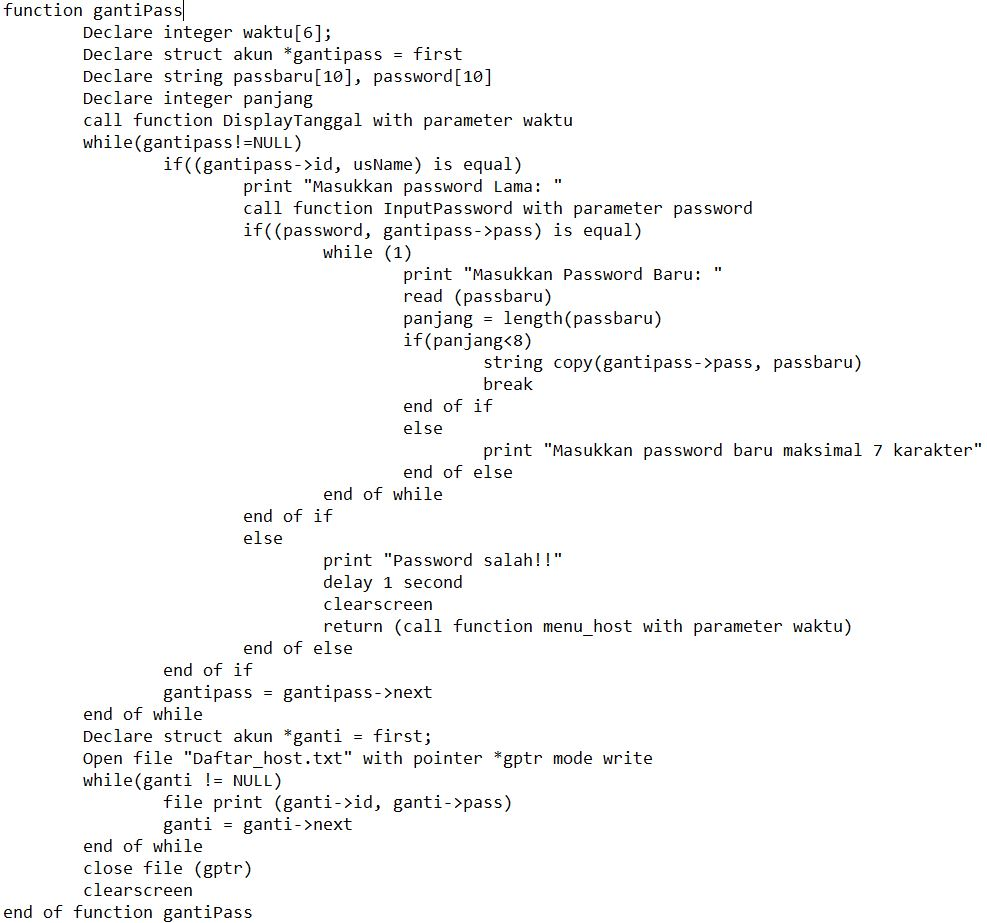 function gantiPass
        Declare integer waktu[6];
        Declare struct akun *gantipass = first
        Declare string passbaru[10], password[10]
        Declare integer panjang
        call function DisplayTanggal with parameter waktu
        while(gantipass!=NULL)
                if((gantipass->id, usName) is equal)
                        print "Masukkan password Lama: "
                        call function InputPassword with parameter password
                        if((password, gantipass->pass) is equal)
                                while (1)
                                        print "Masukkan Password Baru: "
                                        read (passbaru)
                                        panjang = length(passbaru)
                                        if(panjang<8)
                                                string copy(gantipass->pass, passbaru)
                                                break
                                        end of if
                                        else
                                                print "Masukkan password baru maksimal 7 karakter"
                                        end of else
                                end of while
                        end of if
                        else
                                print "Password salah!!"
                                delay 1 second
                                clearscreen
                                return (call function menu_host with parameter waktu)
                        end of else
                end of if
                gantipass = gantipass->next
        end of while
        Declare struct akun *ganti = first;
        Open file "Daftar_host.txt" with pointer *gptr mode write
        while(ganti != NULL)
                file print (ganti->id, ganti->pass)
                ganti = ganti->next
        end of while
        close file (gptr)
        clearscreen
end of function gantiPass